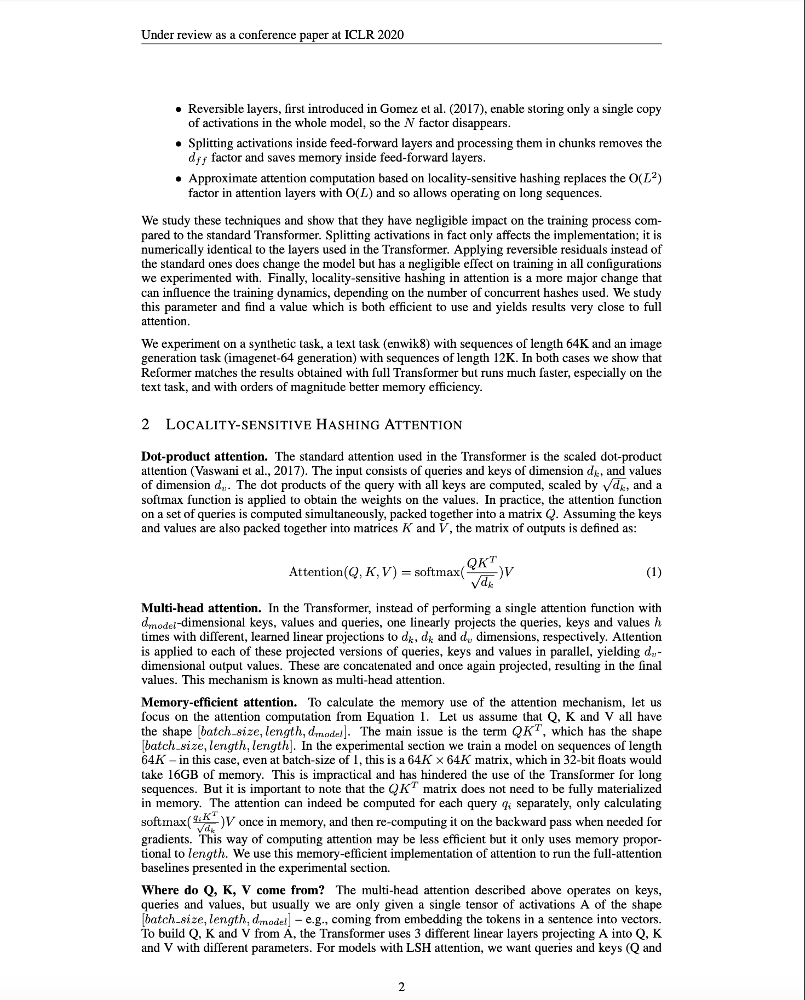 Under review as a conference paper at ICLR 2020
• Reversible layers, first introduced in Gomez et al. (2017), enable storing only a single copy
of activations in the whole model, so the N factor disappears.
• Splitting activations inside feed-forward layers and processing them in chunks removes the
d_{ff} factor and saves memory inside feed-forward layers.
• Approximate attention computation based on locality-sensitive hashing replaces the O(L²)
factor in attention layers with O(L) and so allows operating on long sequences.
We study these techniques and show that they have negligible impact on the training process com-
pared to the standard Transformer. Splitting activations in fact only affects the implementation; it is
numerically identical to the layers used in the Transformer. Applying reversible residuals instead of
the standard ones does change the model but has a negligible effect on training in all configurations
we experimented with. Finally, locality-sensitive hashing in attention is a more major change that
can influence the training dynamics, depending on the number of concurrent hashes used. We study
this parameter and find a value which is both efficient to use and yields results very close to full
attention.
We experiment on a synthetic task, a text task (enwik8) with sequences of length 64K and an image
generation task (imagenet-64 generation) with sequences of length 12K. In both cases we show that
Reformer matches the results obtained with full Transformer but runs much faster, especially on the
text task, and with orders of magnitude better memory efficiency.
2 LOCALITY-SENSITIVE HASHING ATTENTION
Dot-product attention. The standard attention used in the Transformer is the scaled dot-product
attention (Vaswani et al., 2017). The input consists of queries and keys of dimension d_k, and values
of dimension d_v. The dot products of the query with all keys are computed, scaled by √d_k, and a
softmax function is applied to obtain the weights on the values. In practice, the attention function
on a set of queries is computed simultaneously, packed together into a matrix Q. Assuming the keys
and values are also packed together into matrices K and V, the matrix of outputs is defined as:
Attention(Q, K, V) = softmax(QK^T / √d_k)V (1)
Multi-head attention. In the Transformer, instead of performing a single attention function with
d_{model}-dimensional keys, values and queries, one linearly projects the queries, keys and values h
times with different, learned linear projections to d_k, d_k and d_v dimensions, respectively. Attention
is applied to each of these projected versions of queries, keys and values in parallel, yielding d_v-
dimensional output values. These are concatenated and once again projected, resulting in the final
values. This mechanism is known as multi-head attention.
Memory-efficient attention. To calculate the memory use of the attention mechanism, let us
focus on the attention computation from Equation 1. Let us assume that Q, K and V all have
the shape [batch_size, length, d_{model}]. The main issue is the term QK^T, which has the shape
[batch_size, length, length]. In the experimental section we train a model on sequences of length
64K – in this case, even at batch-size of 1, this is a 64K × 64K matrix, which in 32-bit floats would
take 16GB of memory. This is impractical and has hindered the use of the Transformer for long
sequences. But it is important to note that the QK^T matrix does not need to be fully materialized
in memory. The attention can indeed be computed for each query q_i separately, only calculating
softmax(q_iK^T / √d_k)V once in memory, and then re-computing it on the backward pass when needed for
gradients. This way of computing attention may be less efficient but it only uses memory propor-
tional to length. We use this memory-efficient implementation of attention to run the full-attention
baselines presented in the experimental section.
Where do Q, K, V come from? The multi-head attention described above operates on keys,
queries and values, but usually we are only given a single tensor of activations A of the shape
[batch_size, length, d_{model}] – e.g., coming from embedding the tokens in a sentence into vectors.
To build Q, K and V from A, the Transformer uses 3 different linear layers projecting A into Q, K
and V with different parameters. For models with LSH attention, we want queries and keys (Q and
2